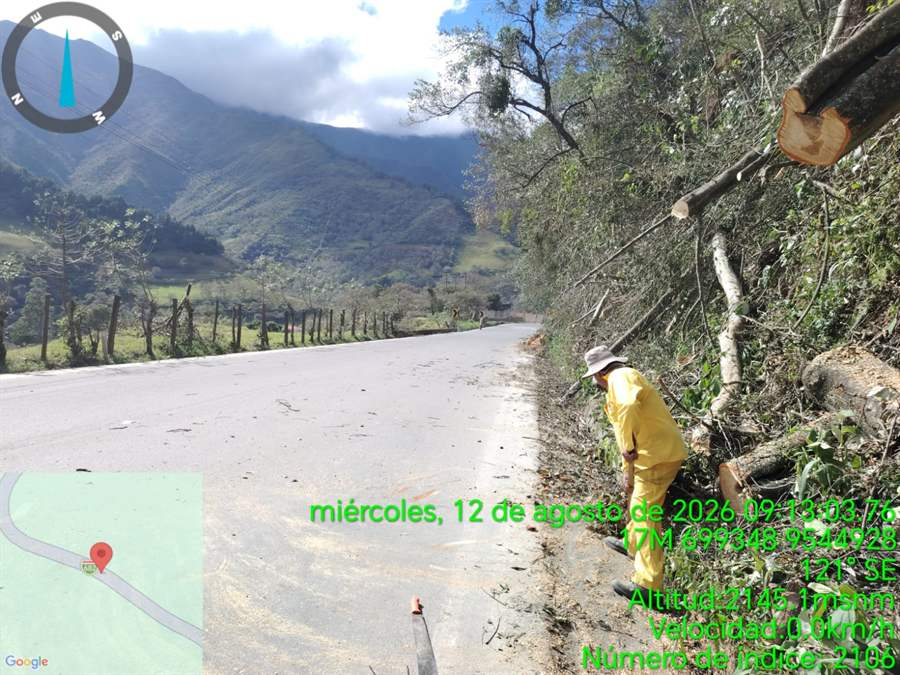 E
S
N
W
miércoles, 12 de agosto de 2026 09:13:03.76
17M 699348 9544928
121° SE
Altitud:2145.1msnm
Velocidad:0.0km/h
Número de índice: 2106
Google